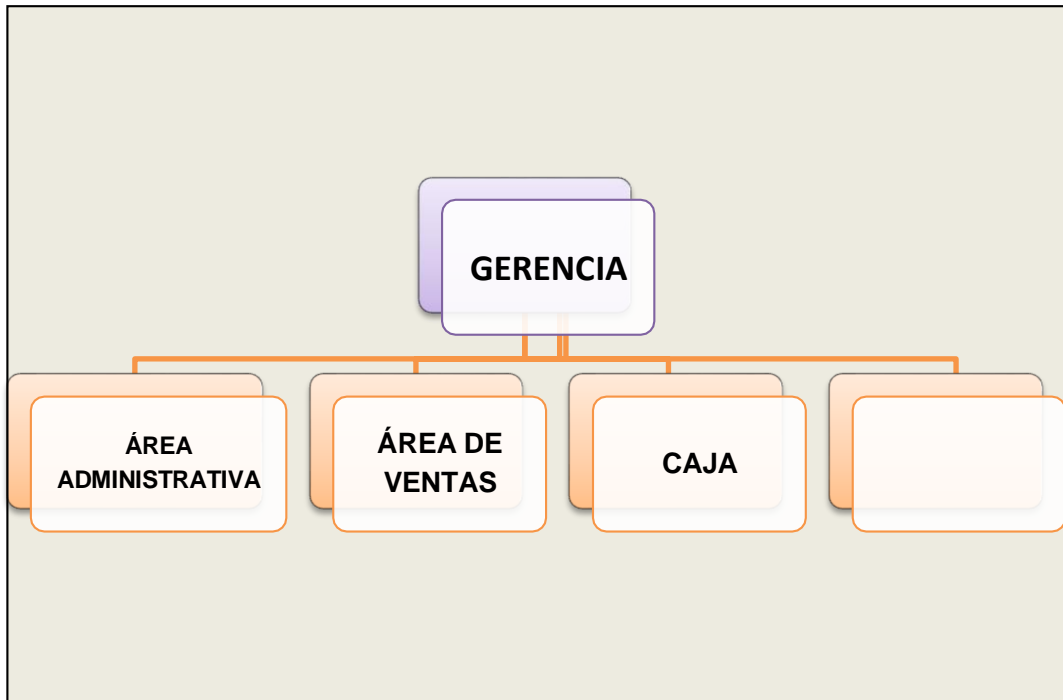 GERENCIA
ÁREA
ADMINISTRATIVA
ÁREA DE
VENTAS
CAJA